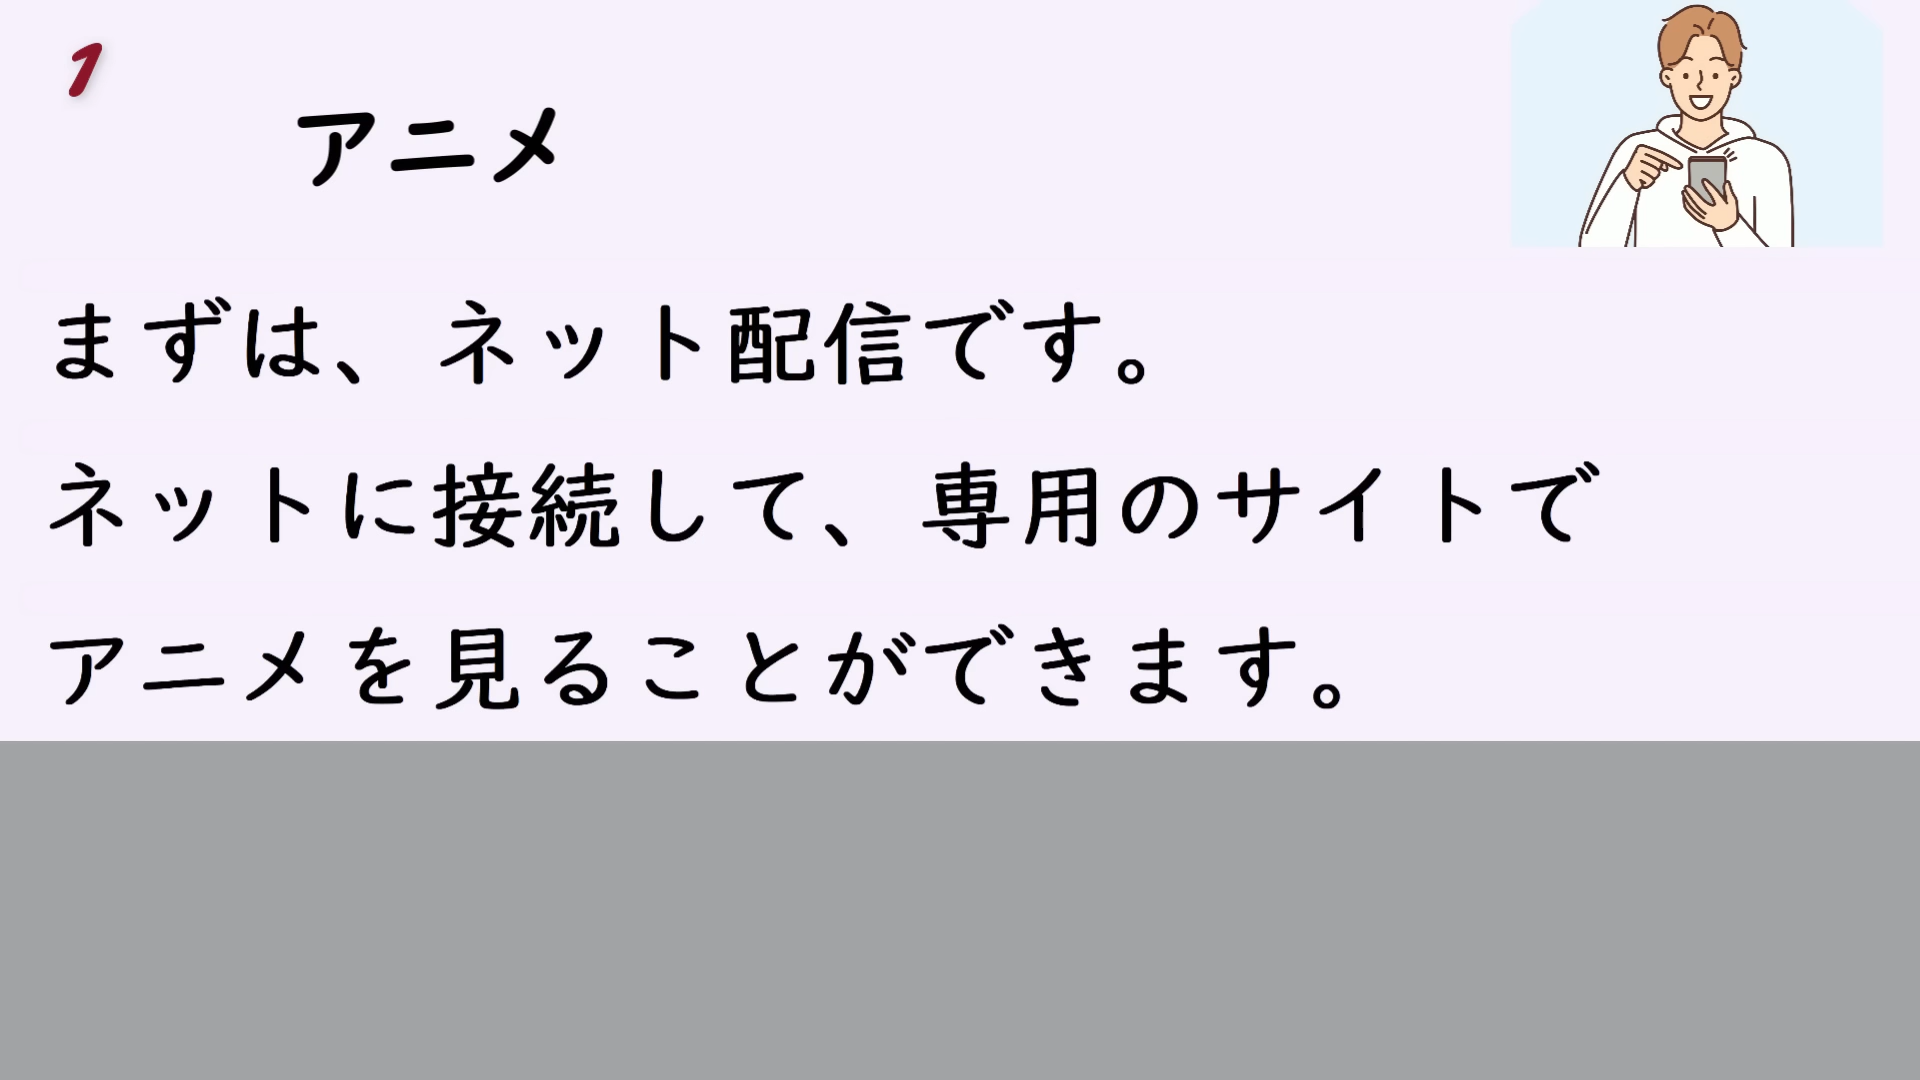 1
アニメ
まずは、ネット配信です。
ネットに接続して、専用のサイトで
アニメを見ることができます。